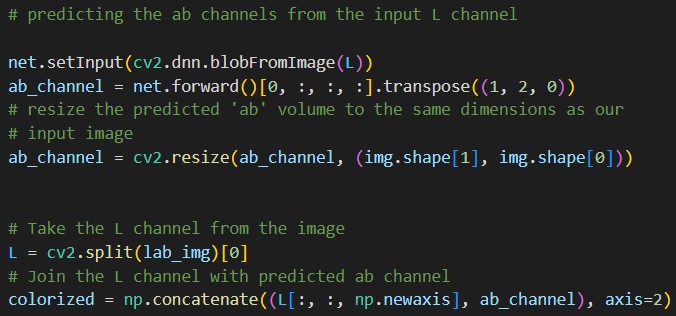 # predicting the ab channels from the input L channel
net.setInput(cv2.dnn.blobFromImage(L))
ab_channel = net.forward()[0, :, :, :].transpose((1, 2, 0))
# resize the predicted 'ab' volume to the same dimensions as our
# input image
ab_channel = cv2.resize(ab_channel, (img.shape[1], img.shape[0]))
# Take the L channel from the image
L = cv2.split(lab_img)[0]
# Join the L channel with predicted ab channel
colorized = np.concatenate((L[:, :, np.newaxis], ab_channel), axis=2)